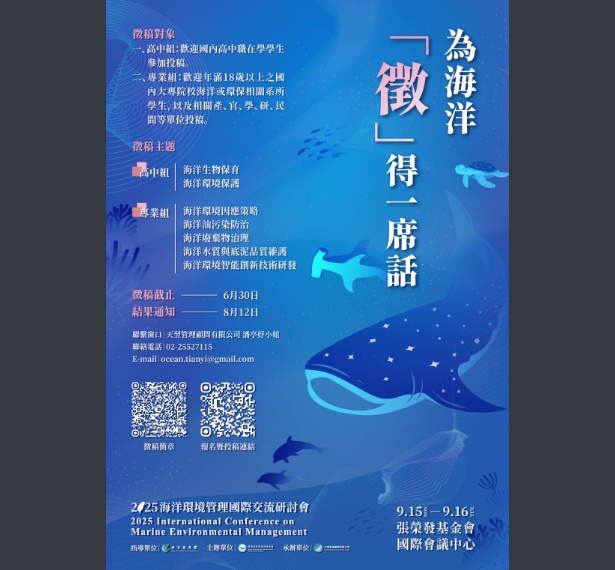 為海洋
「徵」得一席話
徵稿對象
一、高中組：歡迎國內高中職在學學生
參加投稿。
二、專業組：歡迎年滿18歲以上之國
內大專院校海洋或環保相關系所
學生，以及相關產、官、學、研、民
間等單位投稿。
徵稿主題
高中組
海洋生物保育
海洋環境保護
專業組
海洋環境因應策略
海洋油污染防治
海洋廢棄物治理
海洋水質與底泥品質維護
海洋環境智能創新技術研發
徵稿截止 6月30日
結果通知 8月12日
聯繫窗口｜天翌管理顧問有限公司 潘亭妤小姐
聯絡電話｜02-25527115
E-mail｜ocean.tianyi@gmail.com
徵稿簡章
報名暨投稿連結
2025海洋環境管理國際交流研討會
2025 International Conference on
Marine Environmental Management
指導單位
主辦單位
承辦單位
9.15 — 9.16
張榮發基金會
國際會議中心